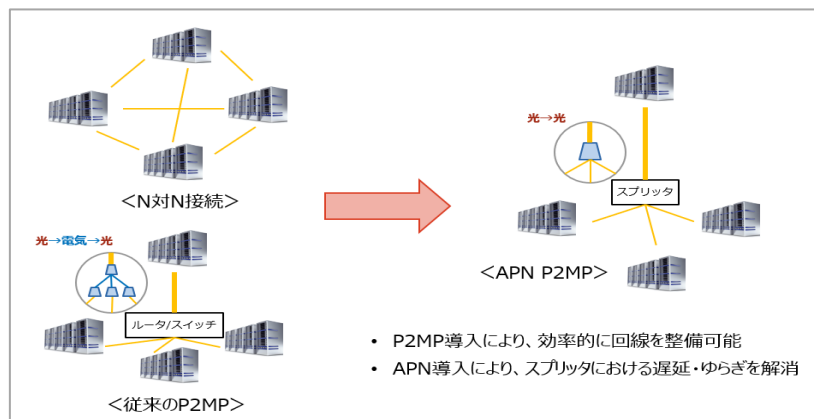 <N対N接続>
光→電気→光
ルータ/スイッチ
<従来のP2MP>
光→光
スプリッタ
<APN P2MP>
• P2MP導入により、効率的に回線を整備可能
• APN導入により、スプリッタにおける遅延・ゆらぎを解消